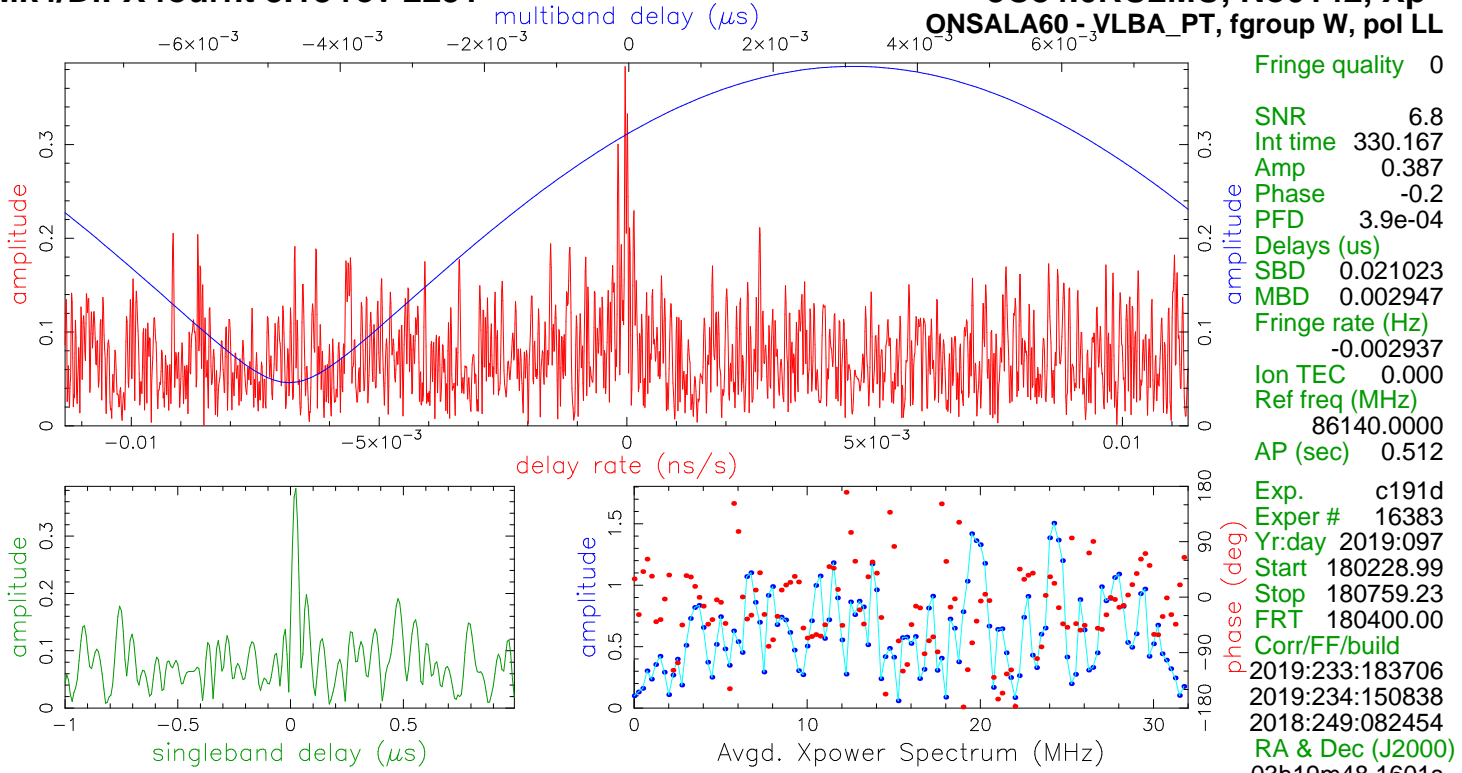 ONSALA60 - VLBA_PT, fgroup W, pol LL
multiband delay (μs)
−6×10⁻³ −4×10⁻³ −2×10⁻³ 0 2×10⁻³ 4×10⁻³ 6×10⁻³
amplitude
0 0.1 0.2 0.3
amplitude
0 0.1 0.2 0.3
−0.01 −5×10⁻³ 0 5×10⁻³ 0.01
delay rate (ns/s)
amplitude
0 0.1 0.2 0.3
−1 −0.5 0 0.5
singleband delay (μs)
amplitude
0 0.5 1 1.5
phase (deg)
−180 −90 0 90 180
0 10 20 30
Avgd. Xpower Spectrum (MHz)
Fringe quality 0
SNR 6.8
Int time 330.167
Amp 0.387
Phase -0.2
PFD 3.9e-04
Delays (us)
SBD 0.021023
MBD 0.002947
Fringe rate (Hz)
-0.002937
Ion TEC 0.000
Ref freq (MHz)
86140.0000
AP (sec) 0.512
Exp. c191d
Exper # 16383
Yr:day 2019:097
Start 180228.99
Stop 180759.23
FRT 180400.00
Corr/FF/build
2019:233:183706
2019:234:150838
2018:249:082454
RA & Dec (J2000)